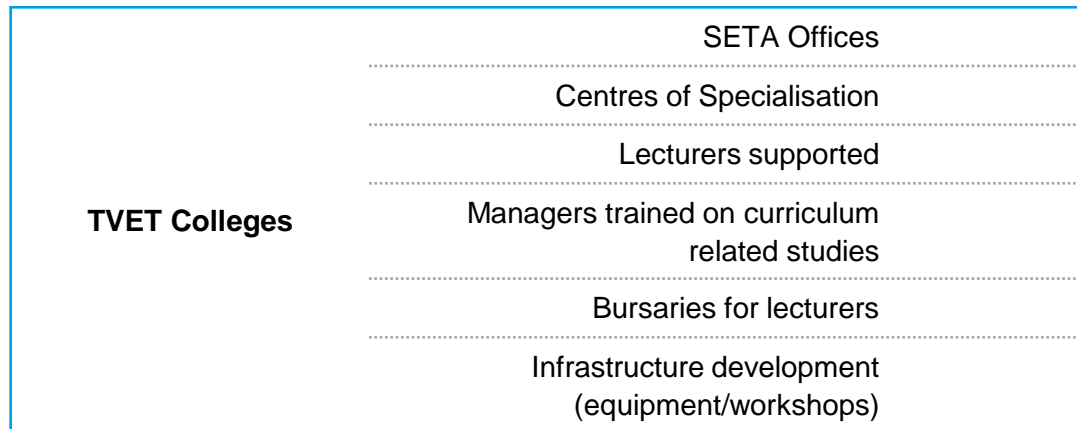 SETA Offices
Centres of Specialisation
Lecturers supported
TVET Colleges
Managers trained on curriculum
related studies
Bursaries for lecturers
Infrastructure development
(equipment/workshops)